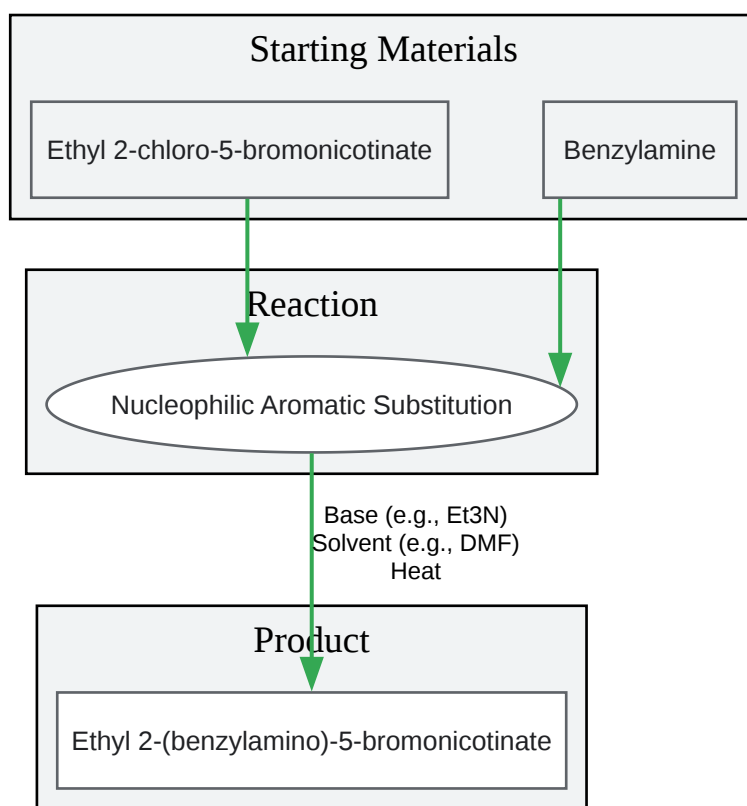 Starting Materials
Ethyl 2-chloro-5-bromonicotinate
Benzylamine
Reaction
Nucleophilic Aromatic Substitution
Base (e.g., Et3N)
Solvent (e.g., DMF)
Heat
Product
Ethyl 2-(benzylamino)-5-bromonicotinate